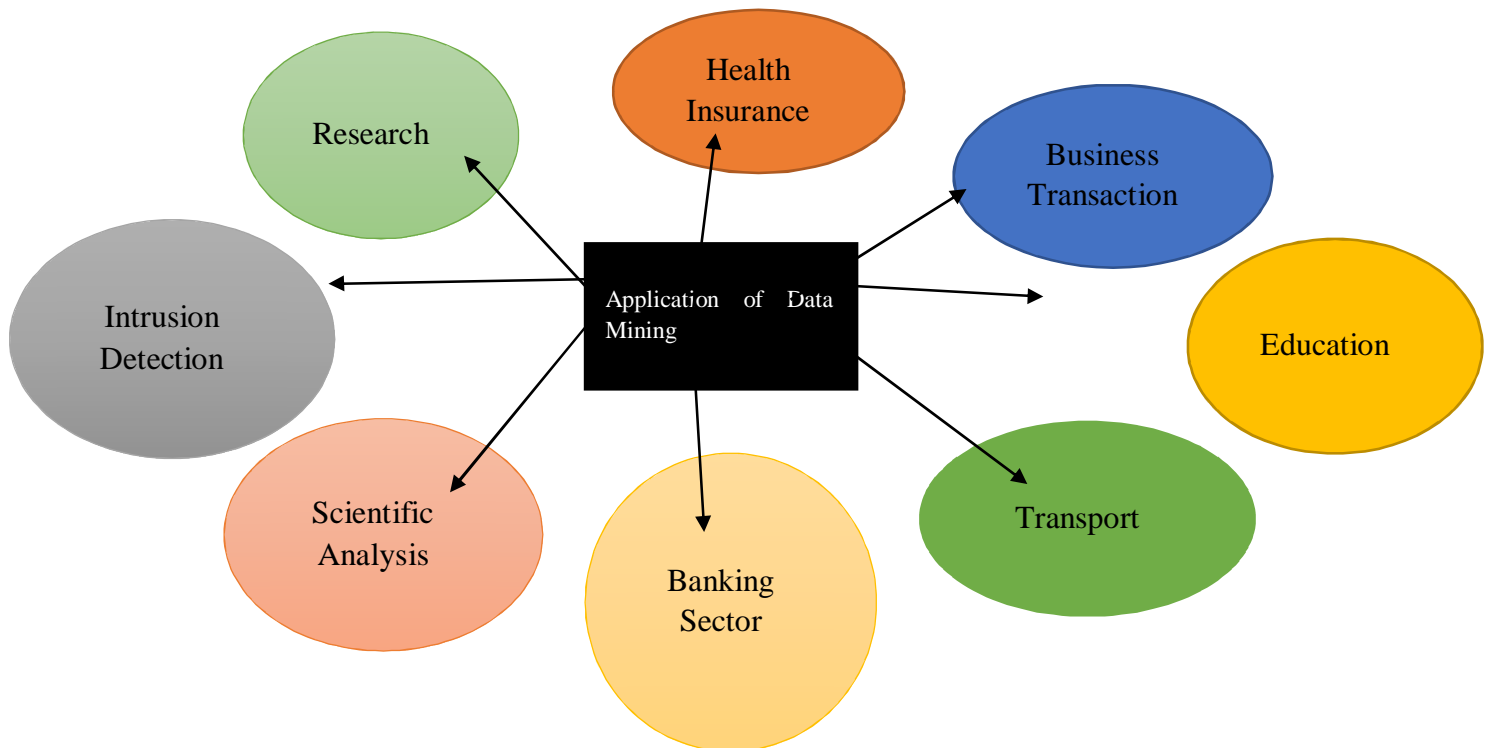 Health
Insurance
Research
Business
Transaction
Application of Data
Mining
Intrusion
Detection
Education
Scientific
Analysis
Transport
Banking
Sector